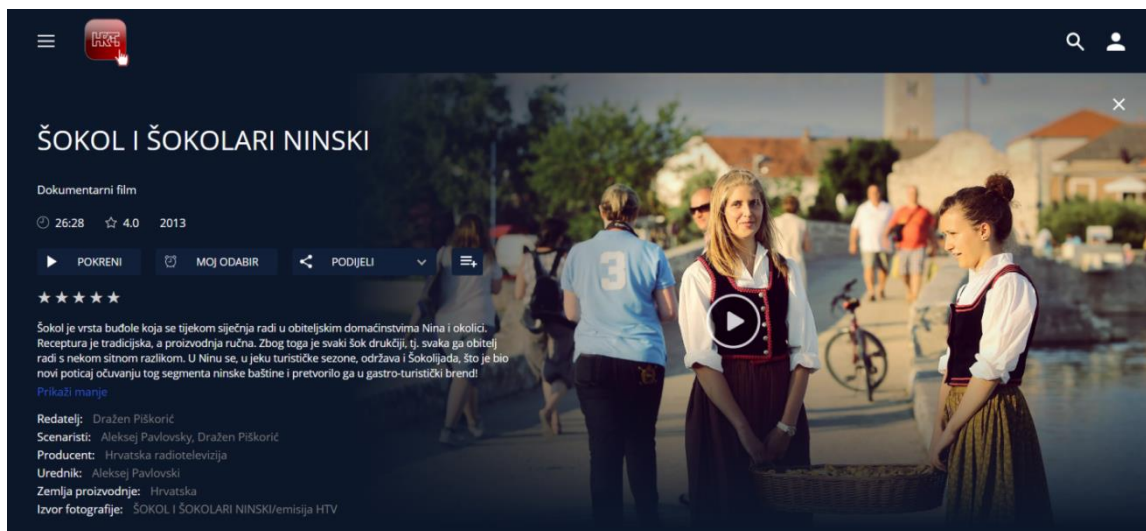 HRTi
ŠOKOL I ŠOKOLARI NINSKI
Dokumentarni film
26:28 4.0 2013
POKRENI MOJ ODABIR PODIJELI
Šokol je vrsta buđole koja se tijekom siječnja radi u obiteljskim domaćinstvima Nina i okolici.
Receptura je tradicijska, a proizvodnja ručna. Zbog toga je svaki šok drukčiji, tj. svaka ga obitelj
radi s nekom sitnom razlikom. U Ninu se, u jeku turističke sezone, održava i Šokolijada, što je bio
novi poticaj očuvanju tog segmenta ninske baštine i pretvorilo ga u gastro-turistički brend!
Prikaži manje
Redatelj: Dražen Piškorić
Scenaristi: Aleksej Pavlovsky, Dražen Piškorić
Producent: Hrvatska radiotelevizija
Urednik: Aleksej Pavlovski
Zemlja proizvodnje: Hrvatska
Izvor fotografije: ŠOKOL I ŠOKOLARI NINSKI/emisija HTV
3